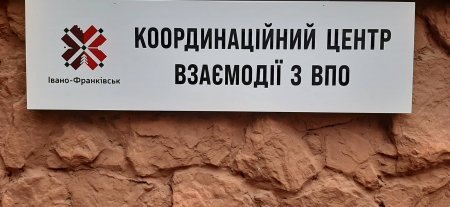 КООРДИНАЦІЙНИЙ ЦЕНТР
ВЗАЄМОДІЇ З ВПО
Івано-Франківськ